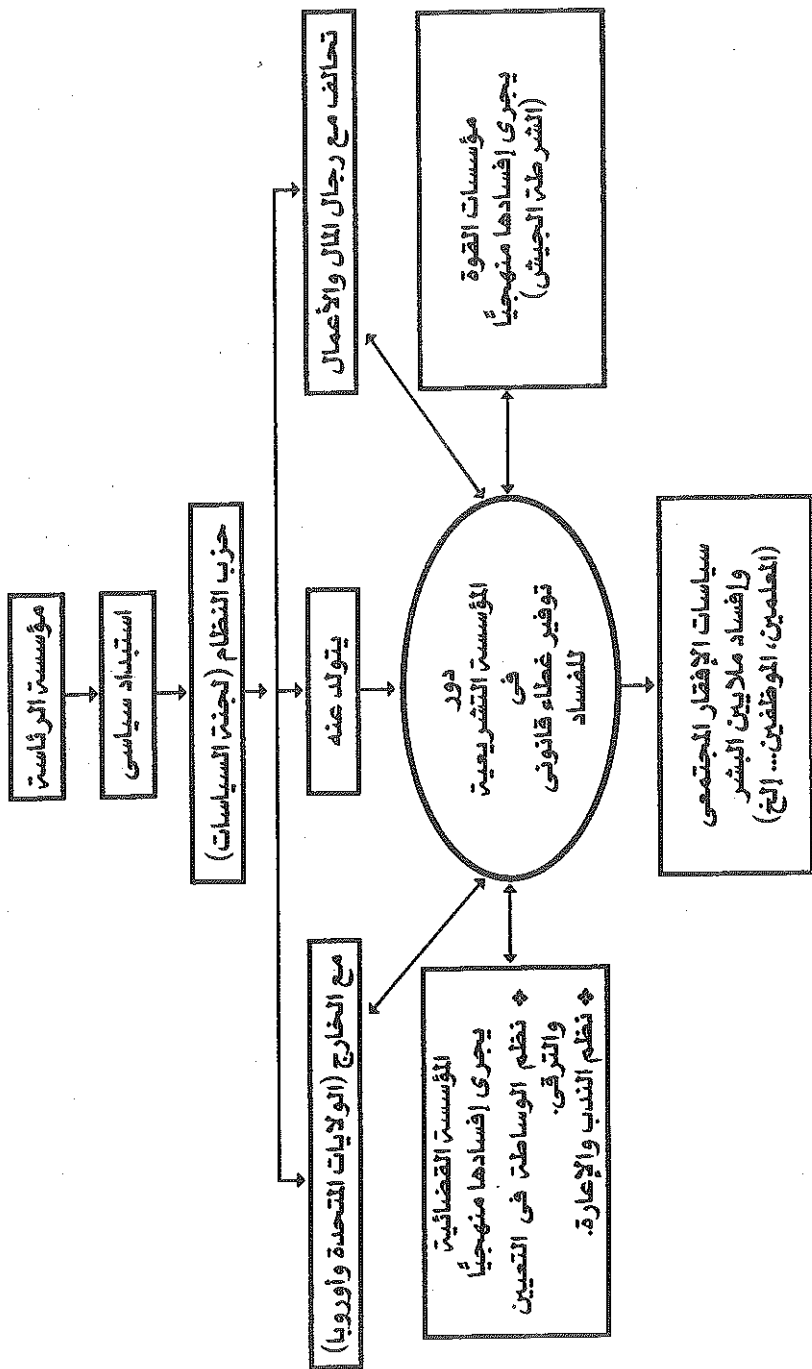 مؤسسة الرئاسة
استبداد سياسى
حزب النظام (لجنة السياسات)
تحالف مع رجال المال والأعمال
يتولد عنه
مع الخارج (الولايات المتحدة وأوروبا)
مؤسسات القوة
يجرى إفسادها منهجيًا
(الشرطة الجيش)
دور
المؤسسة التشريعية
فى
توفير غطاء قانونى
للفساد
المؤسسة القضائية
يجرى إفسادها منهجيًا
❖ نظم الوساطة فى التعيين
والترقى.
❖ نظم الندب والإعارة.
سياسات الإفقار المجتمعى
وإفساد ملايين البشر
(المعلمين، الموظفين... إلخ)